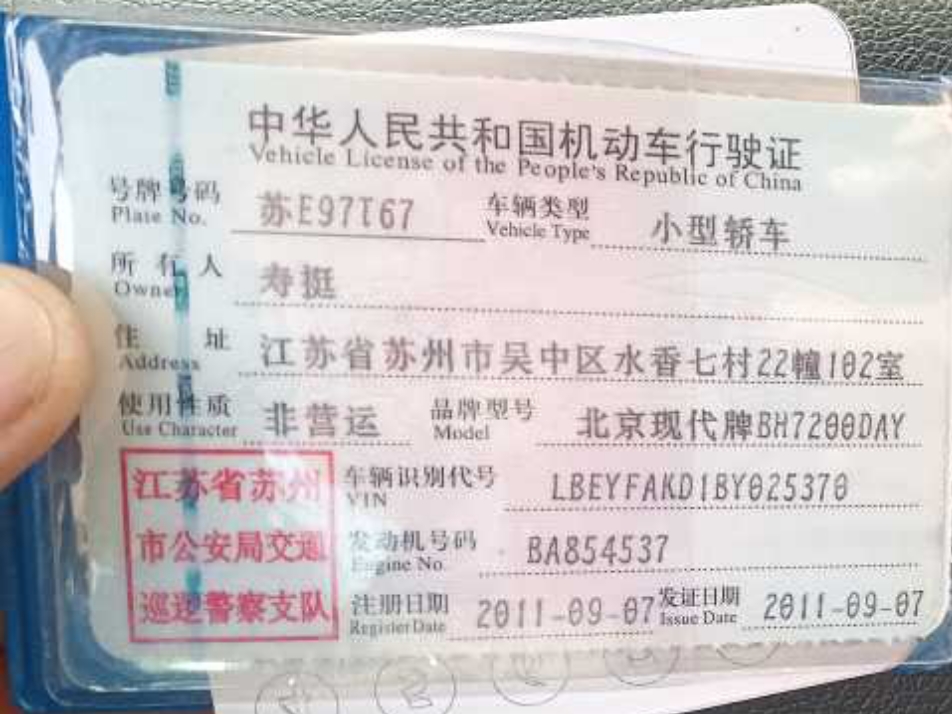 中华人民共和国机动车行驶证
Vehicle License of the People's Republic of China
号牌号码 苏E97T67 车辆类型 小型轿车
Plate No. Vehicle Type
所有人 寿挺
Owner
住址 江苏省苏州市吴中区水香七村22幢102室
Address
使用性质 非营运 品牌型号 北京现代牌BH7200DAY
Use Character Model
江苏省苏州 车辆识别代号 LBEYFAKD1BY025370
VIN
市公安局交通 发动机号码 BA854537
Engine No.
巡逻警察支队 注册日期 2011-09-07 发证日期 2011-09-07
Register Date Issue Date